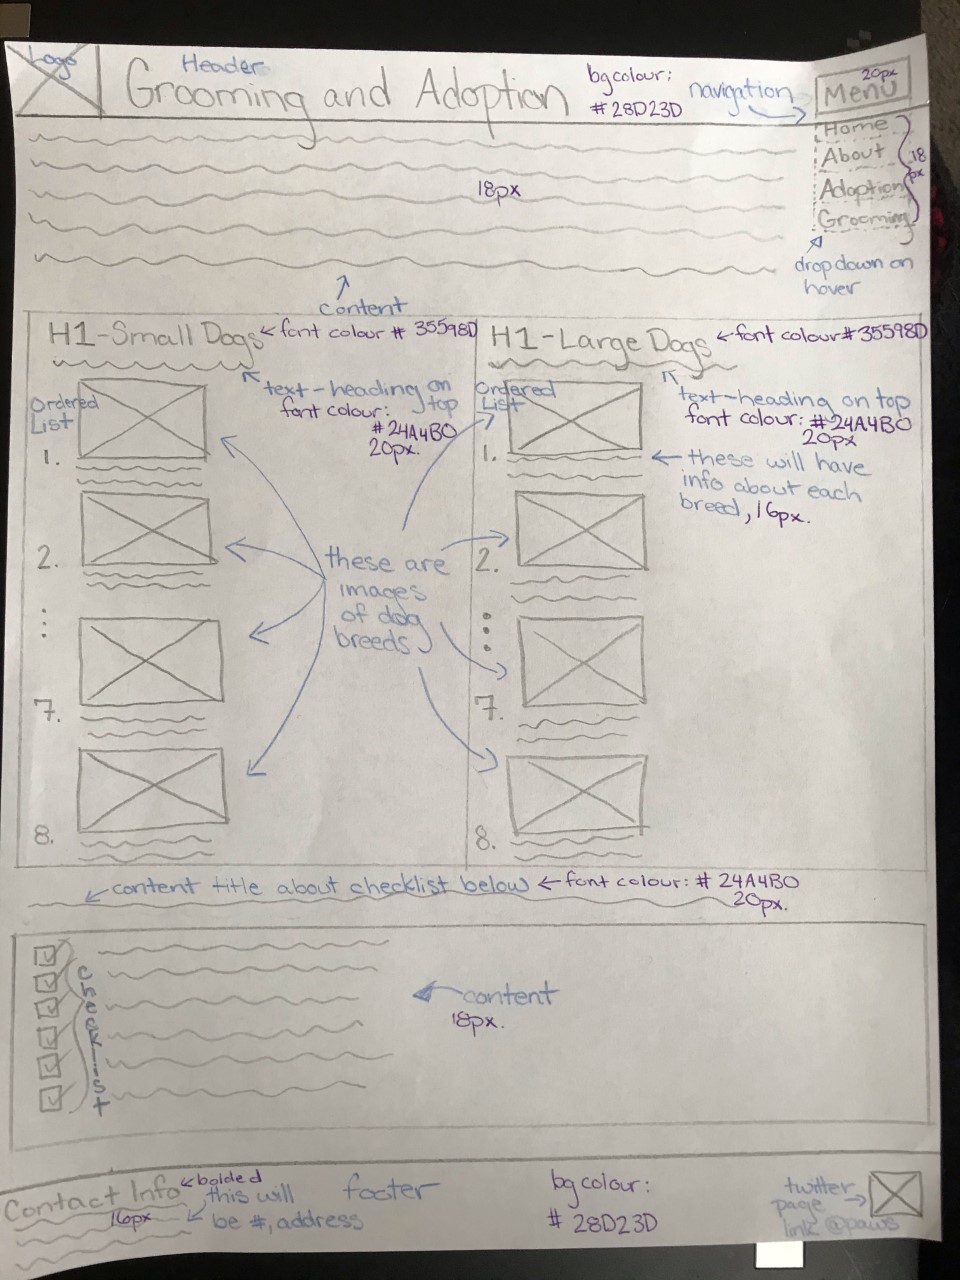 Logo
Header
Grooming and Adoption
bgcolour:
#28D23D
navigation
20px
Menu
Home
About
Adoption
Grooming
18
px
18px
drop down on
hover
content
H1-Small Dogs
font colour # 35598D
text-heading on
top
font colour:
#24A4B0
20px.
Ordered
List
1.
2.
7.
8.
these are
images
of dog
breeds
H1-Large Dogs
font colour # 35598D
text-heading on top
font colour: #24A4B0
20px
Ordered
List
1.
these will have
info about each
breed, 16px.
2.
7.
8.
content title about checklist below
font colour: # 24A4B0
20px.
checklist
content
18px.
Contact Info
bolded
this will
be #, address
16px
footer
bg colour:
# 28D23D
twitter
page
link @paws